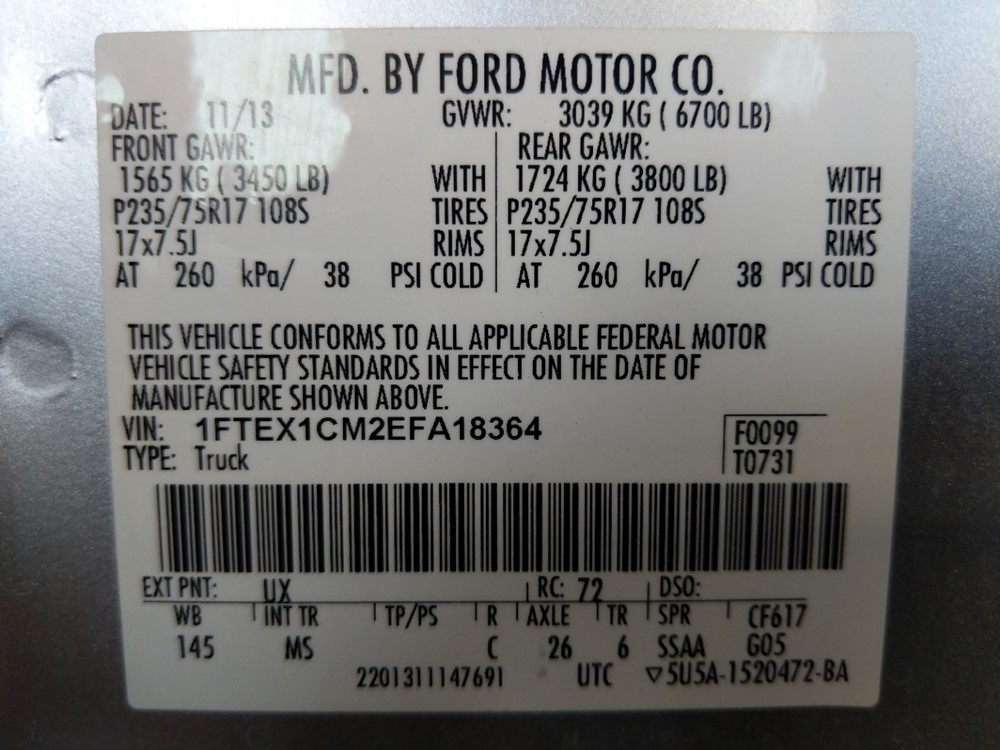 MFD. BY FORD MOTOR CO.
DATE: 11/13 GVWR: 3039 KG ( 6700 LB)
FRONT GAWR: REAR GAWR:
1565 KG ( 3450 LB) WITH 1724 KG ( 3800 LB) WITH
P235/75R17 108S TIRES P235/75R17 108S TIRES
17x7.5J RIMS 17x7.5J RIMS
AT 260 kPa/ 38 PSI COLD AT 260 kPa/ 38 PSI COLD
THIS VEHICLE CONFORMS TO ALL APPLICABLE FEDERAL MOTOR
VEHICLE SAFETY STANDARDS IN EFFECT ON THE DATE OF
MANUFACTURE SHOWN ABOVE.
VIN: 1FTEX1CM2EFA18364 F0099
TYPE: Truck T0731
EXT PNT: UX RC: 72 DSO:
WB INT TR TP/PS R AXLE TR SPR CF617
145 MS C 26 6 SSAA G05
2201311147691 UTC ▽5U5A-1520472-BA